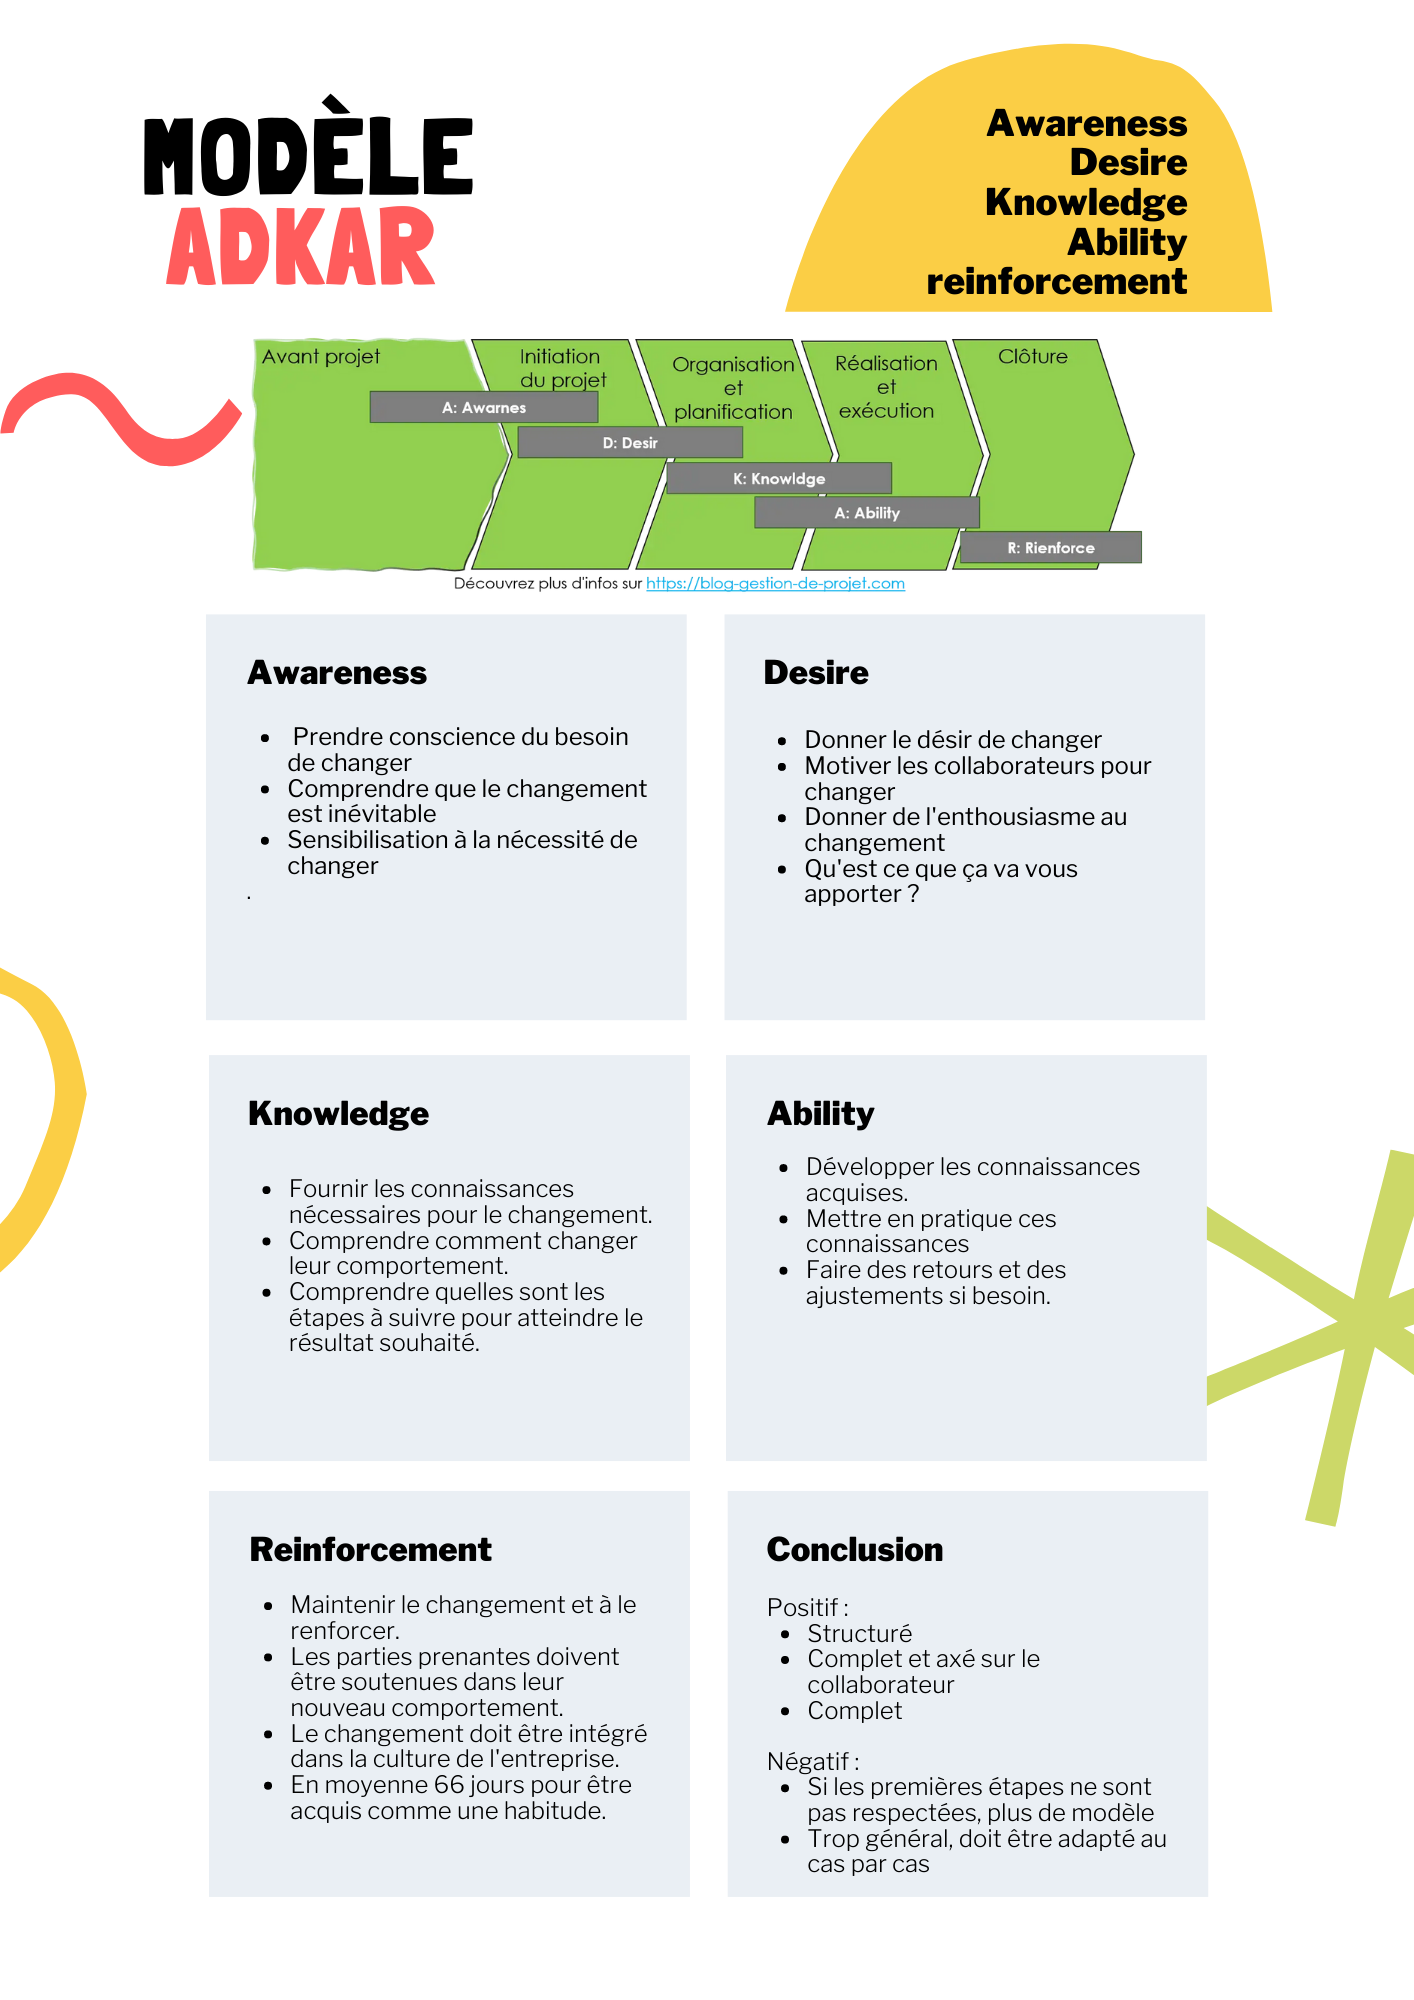 MODÈLE
ADKAR
Awareness
Desire
Knowledge
Ability
reinforcement
Avant projet
Initiation
du projet
Organisation
et
planification
Réalisation
et
exécution
Clôture
A: Awarnes
D: Desir
K: Knowldge
A: Ability
R: Rienforce
Découvrez plus d'infos sur https://blog-gestion-de-projet.com
Awareness
• Prendre conscience du besoin
de changer
• Comprendre que le changement
est inévitable
• Sensibilisation à la nécessité de
changer
.
Desire
• Donner le désir de changer
• Motiver les collaborateurs pour
changer
• Donner de l'enthousiasme au
changement
• Qu'est ce que ça va vous
apporter ?
Knowledge
• Fournir les connaissances
nécessaires pour le changement.
• Comprendre comment changer
leur comportement.
• Comprendre quelles sont les
étapes à suivre pour atteindre le
résultat souhaité.
Ability
• Développer les connaissances
acquises.
• Mettre en pratique ces
connaissances
• Faire des retours et des
ajustements si besoin.
Reinforcement
• Maintenir le changement et à le
renforcer.
• Les parties prenantes doivent
être soutenues dans leur
nouveau comportement.
• Le changement doit être intégré
dans la culture de l'entreprise.
• En moyenne 66 jours pour être
acquis comme une habitude.
Conclusion
Positif :
• Structuré
• Complet et axé sur le
collaborateur
• Complet
Négatif :
• Si les premières étapes ne sont
pas respectées, plus de modèle
• Trop général, doit être adapté au
cas par cas